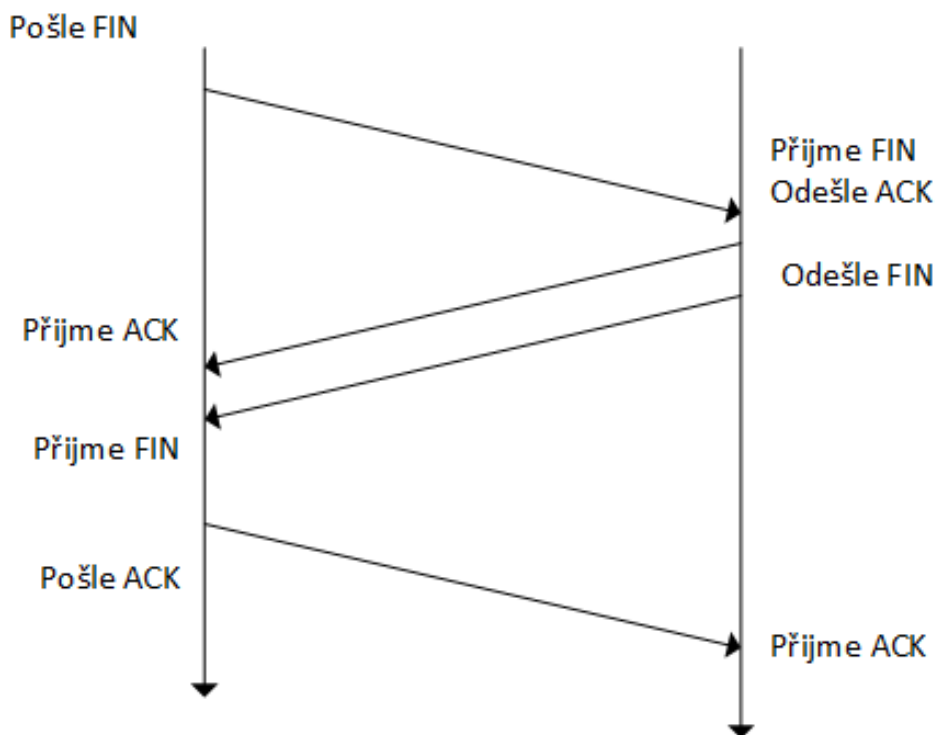 Pošle FIN
Přijme FIN
Odešle ACK
Odešle FIN
Přijme ACK
Přijme FIN
Pošle ACK
Přijme ACK